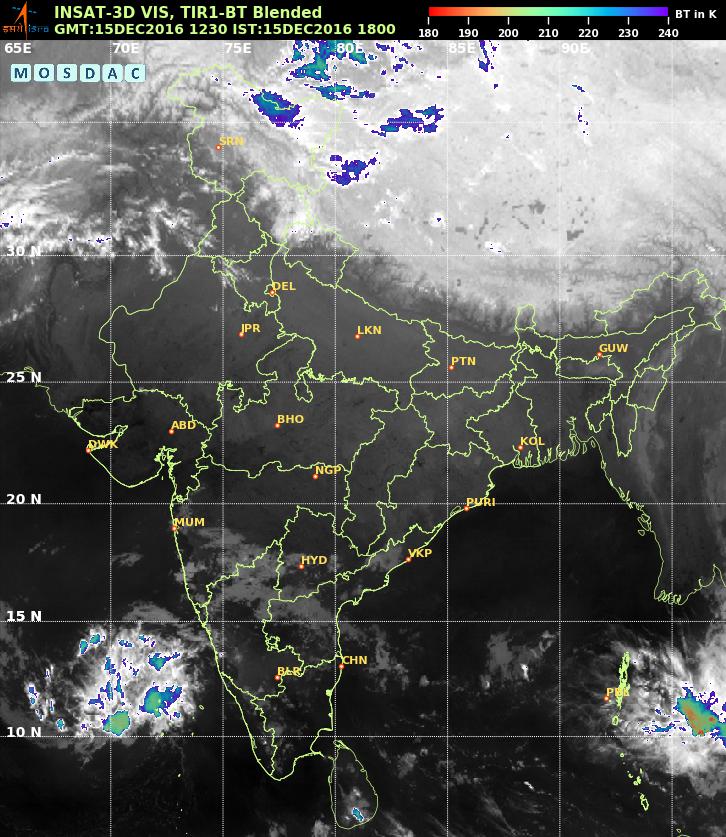 INSAT-3D VIS, TIR1-BT Blended
GMT:15DEC2016 1230 IST:15DEC2016 1800
BT in K
180 190 200 210 220 230 240
65E 70E 75E 80E 85E 90E
MOSDAC
SRN
30 N
DEL
JPR LKN
GUW
PTN
25 N
BHO
ABD
KOL
DWK
NGP
20 N
PURI
MUM
VKP
HYD
15 N
CHN
BLR
PBL
10 N